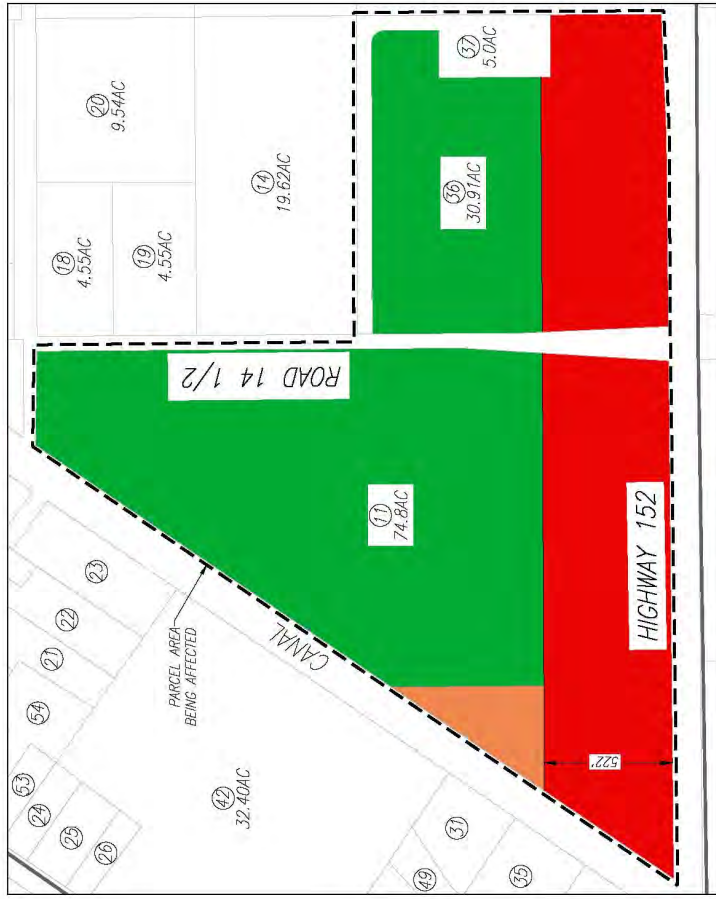 20
9.54AC
18
4.55AC
19
4.55AC
14
19.62AC
37
5.0AC
36
30.91AC
ROAD 14 1/2
11
74.8AC
HIGHWAY 152
522'
PARCEL AREA
BEING AFFECTED
CANAL
23
22
21
54
53
24
25
26
42
32.40AC
31
49
35